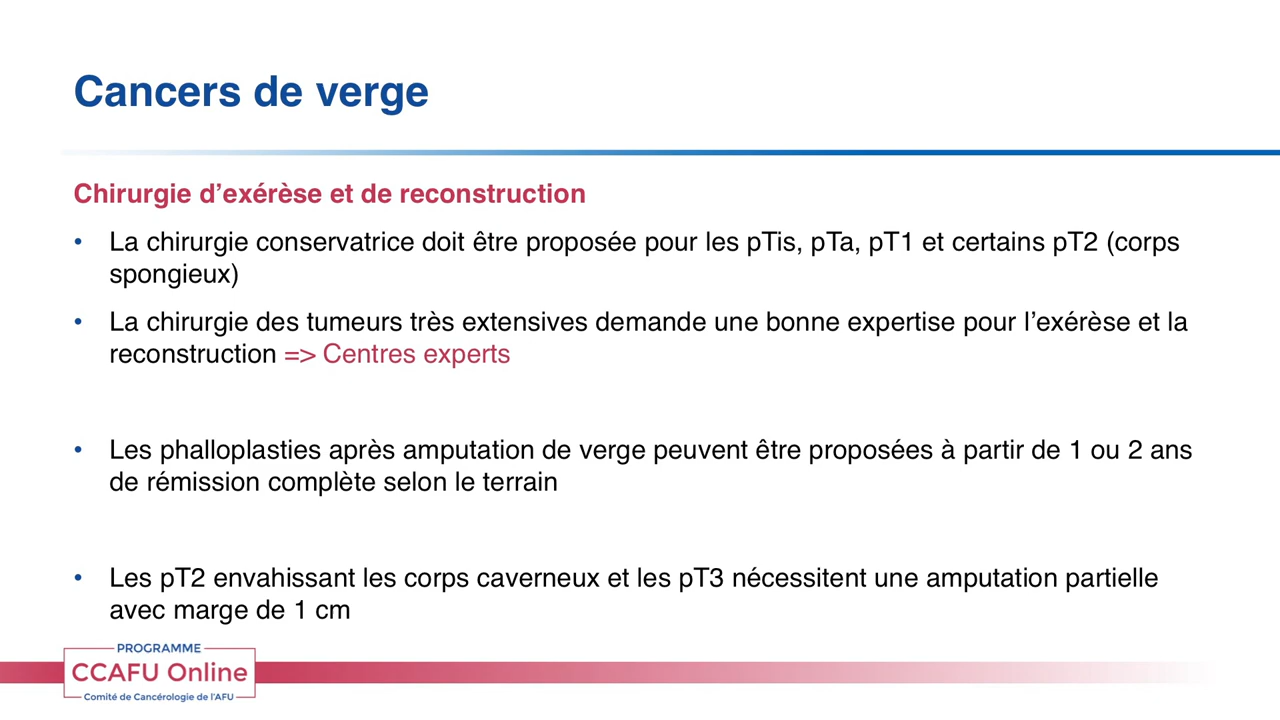 Cancers de verge
Chirurgie d’exérèse et de reconstruction
• La chirurgie conservatrice doit être proposée pour les pTis, pTa, pT1 et certains pT2 (corps
spongieux)
• La chirurgie des tumeurs très extensives demande une bonne expertise pour l’exérèse et la
reconstruction => Centres experts
• Les phalloplasties après amputation de verge peuvent être proposées à partir de 1 ou 2 ans
de rémission complète selon le terrain
• Les pT2 envahissant les corps caverneux et les pT3 nécessitent une amputation partielle
avec marge de 1 cm
PROGRAMME
CCAFU Online
Comité de Cancérologie de l'AFU